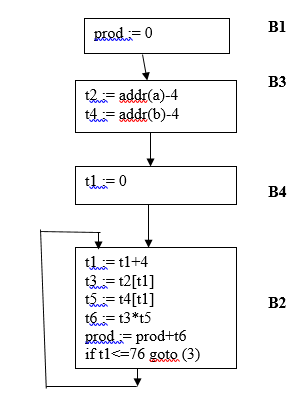 prod := 0
B1
B3
t2 := addr(a)-4
t4 := addr(b)-4
t1 := 0
B4
t1 := t1+4
t3 := t2[t1]
t5 := t4[t1]
B2
t6 := t3*t5
prod := prod+t6
if t1<=76 goto (3)